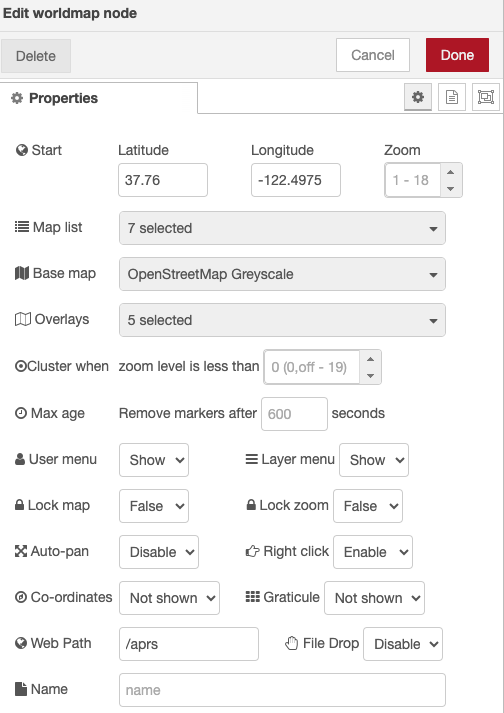 Edit worldmap node
Delete Cancel Done
Properties
Start Latitude Longitude Zoom
37.76 -122.4975 1 - 18
Map list 7 selected
Base map OpenStreetMap Greyscale
Overlays 5 selected
Cluster when zoom level is less than 0 (0,off - 19)
Max age Remove markers after 600 seconds
User menu Show Layer menu Show
Lock map False Lock zoom False
Auto-pan Disable Right click Enable
Co-ordinates Not shown Graticule Not shown
Web Path /aprs File Drop Disable
Name name